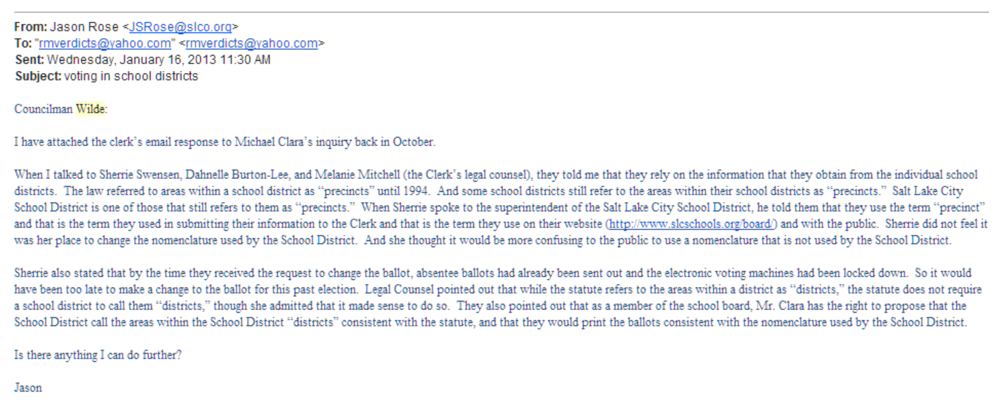 From: Jason Rose <JSRose@slco.org>
To: "rmverdicts@yahoo.com" <rmverdicts@yahoo.com>
Sent: Wednesday, January 16, 2013 11:30 AM
Subject: voting in school districts
Councilman Wilde:
I have attached the clerk's email response to Michael Clara's inquiry back in October.
When I talked to Sherrie Swensen, Dahnelle Burton-Lee, and Melanie Mitchell (the Clerk's legal counsel), they told me that they rely on the information that they obtain from the individual school
districts.  The law referred to areas within a school district as “precincts” until 1994.  And some school districts still refer to the areas within their school districts as “precincts.”  Salt Lake City
School District is one of those that still refers to them as “precincts.”  When Sherrie spoke to the superintendent of the Salt Lake City School District, he told them that they use the term “precinct”
and that is the term they used in submitting their information to the Clerk and that is the term they use on their website (http://www.slcschools.org/board/) and with the public.  Sherrie did not feel it
was her place to change the nomenclature used by the School District.  And she thought it would be more confusing to the public to use a nomenclature that is not used by the School District.
Sherrie also stated that by the time they received the request to change the ballot, absentee ballots had already been sent out and the electronic voting machines had been locked down.  So it would
have been too late to make a change to the ballot for this past election.  Legal Counsel pointed out that while the statute refers to the areas within a district as “districts,” the statute does not require
a school district to call them “districts,” though she admitted that it made sense to do so.  They also pointed out that as a member of the school board, Mr. Clara has the right to propose that the
School District call the areas within the School District “districts” consistent with the statute, and that they would print the ballots consistent with the nomenclature used by the School District.
Is there anything I can do further?
Jason